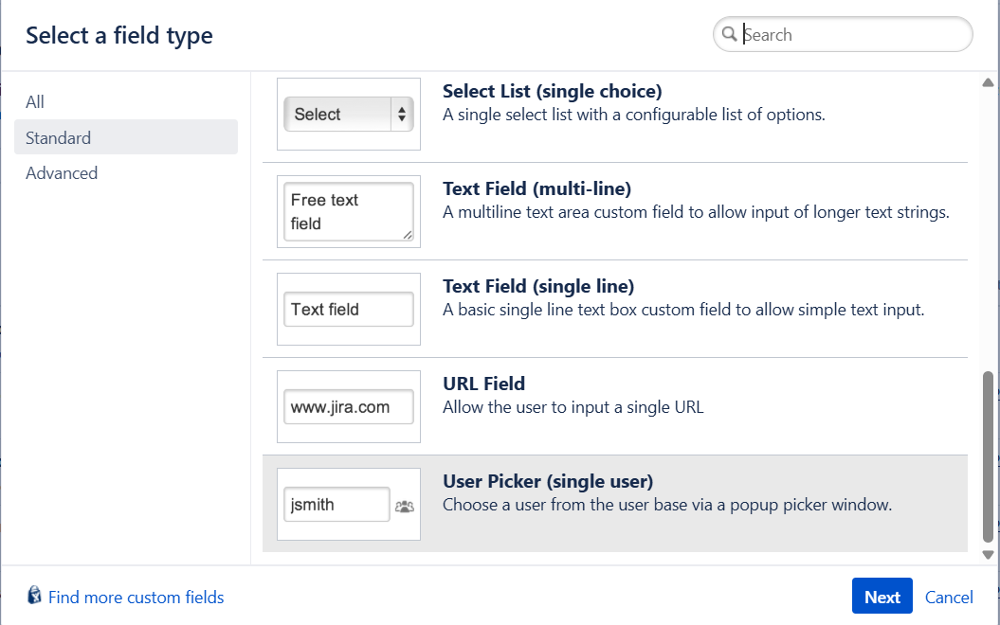 Select a field type
Search
All
Standard
Advanced
Select
Select List (single choice)
A single select list with a configurable list of options.
Free text
field
Text Field (multi-line)
A multiline text area custom field to allow input of longer text strings.
Text field
Text Field (single line)
A basic single line text box custom field to allow simple text input.
www.jira.com
URL Field
Allow the user to input a single URL
jsmith
User Picker (single user)
Choose a user from the user base via a popup picker window.
Find more custom fields
Next
Cancel